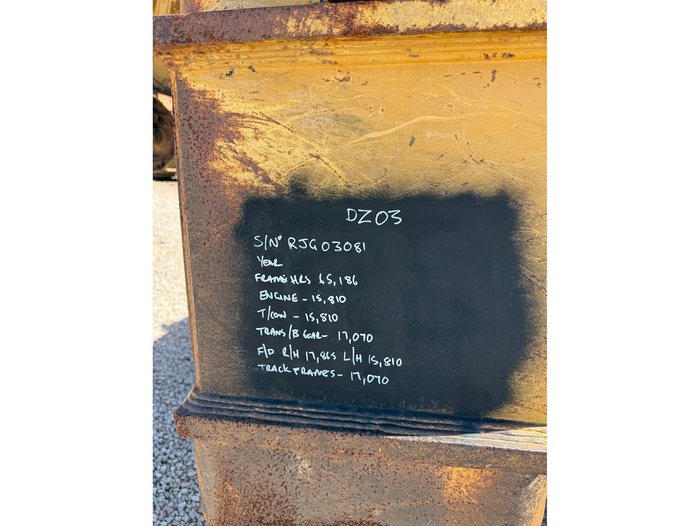 DZ03
S/Nº RJG03081
YEAR
FRAME HRS 65,186
ENGINE - 15,810
T/CON - 15,810
TRANS/B GEAR - 17,070
F/D R/H 17,865 L/H 15,810
TRACK FRAMES - 17,070